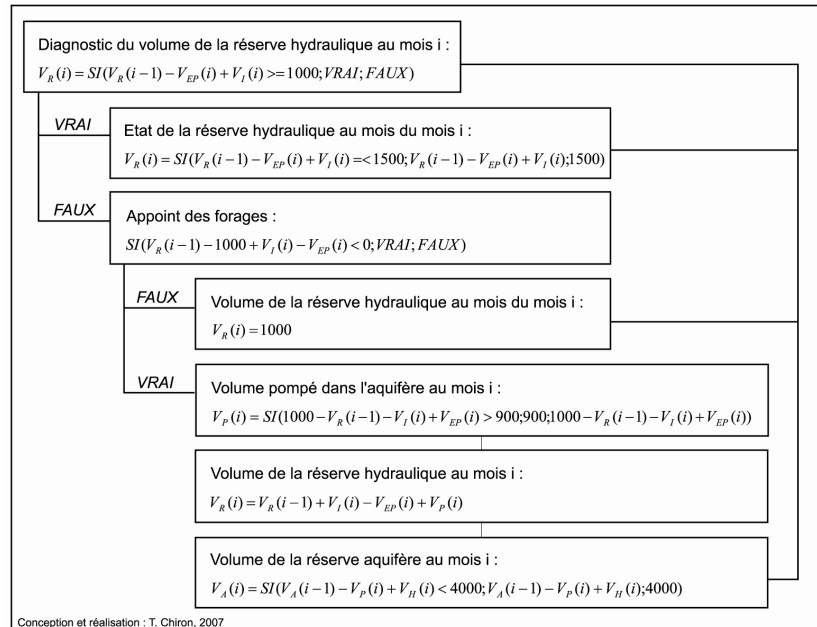 Diagnostic du volume de la réserve hydraulique au mois i :
V_R(i) = SI(V_R(i−1)−V_EP(i)+V_I(i) >= 1000;VRAI;FAUX)
VRAI
Etat de la réserve hydraulique au mois du mois i :
V_R(i) = SI(V_R(i−1)−V_EP(i)+V_I(i) =< 1500;V_R(i−1)−V_EP(i)+V_I(i);1500)
FAUX
Appoint des forages :
SI(V_R(i−1)−1000+V_I(i)−V_EP(i) < 0;VRAI;FAUX)
FAUX
Volume de la réserve hydraulique au mois du mois i :
V_R(i) = 1000
VRAI
Volume pompé dans l'aquifère au mois i :
V_P(i) = SI(1000−V_R(i−1)−V_I(i)+V_EP(i) > 900;900;1000−V_R(i−1)−V_I(i)+V_EP(i))
Volume de la réserve hydraulique au mois i :
V_R(i) = V_R(i−1)+V_I(i)−V_EP(i)+V_P(i)
Volume de la réserve aquifère au mois i :
V_A(i) = SI(V_A(i−1)−V_P(i)+V_H(i) < 4000;V_A(i−1)−V_P(i)+V_H(i);4000)
Conception et réalisation : T. Chiron, 2007